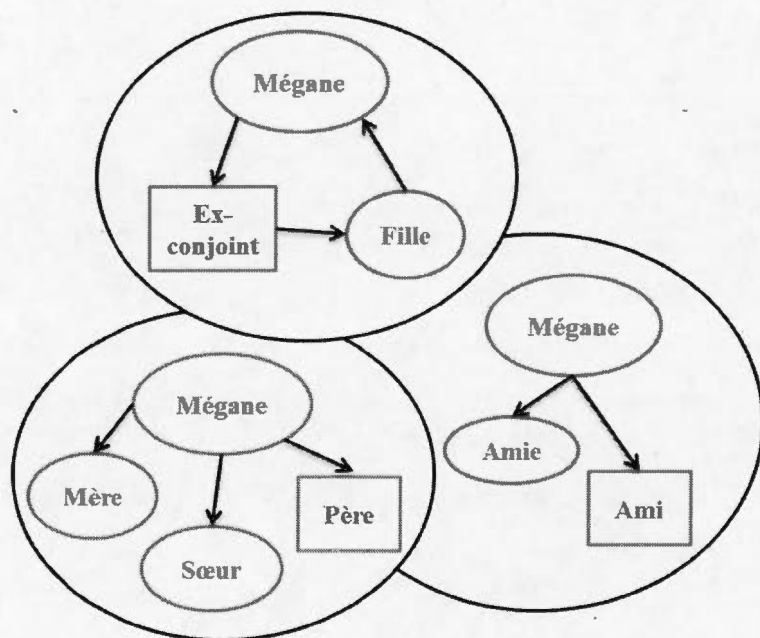 Mégane
Ex-
conjoint
Fille
Mégane
Mère
Sœur
Père
Mégane
Amie
Ami